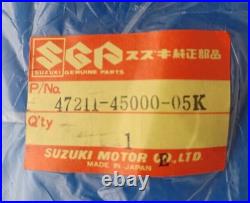 SGP スズキ純正部品
SUZUKI GENUINE PARTS
P/No.
47211-45000-05K
Q'ty
1
E
SUZUKI MOTOR CO., LTD.
MADE IN JAPAN